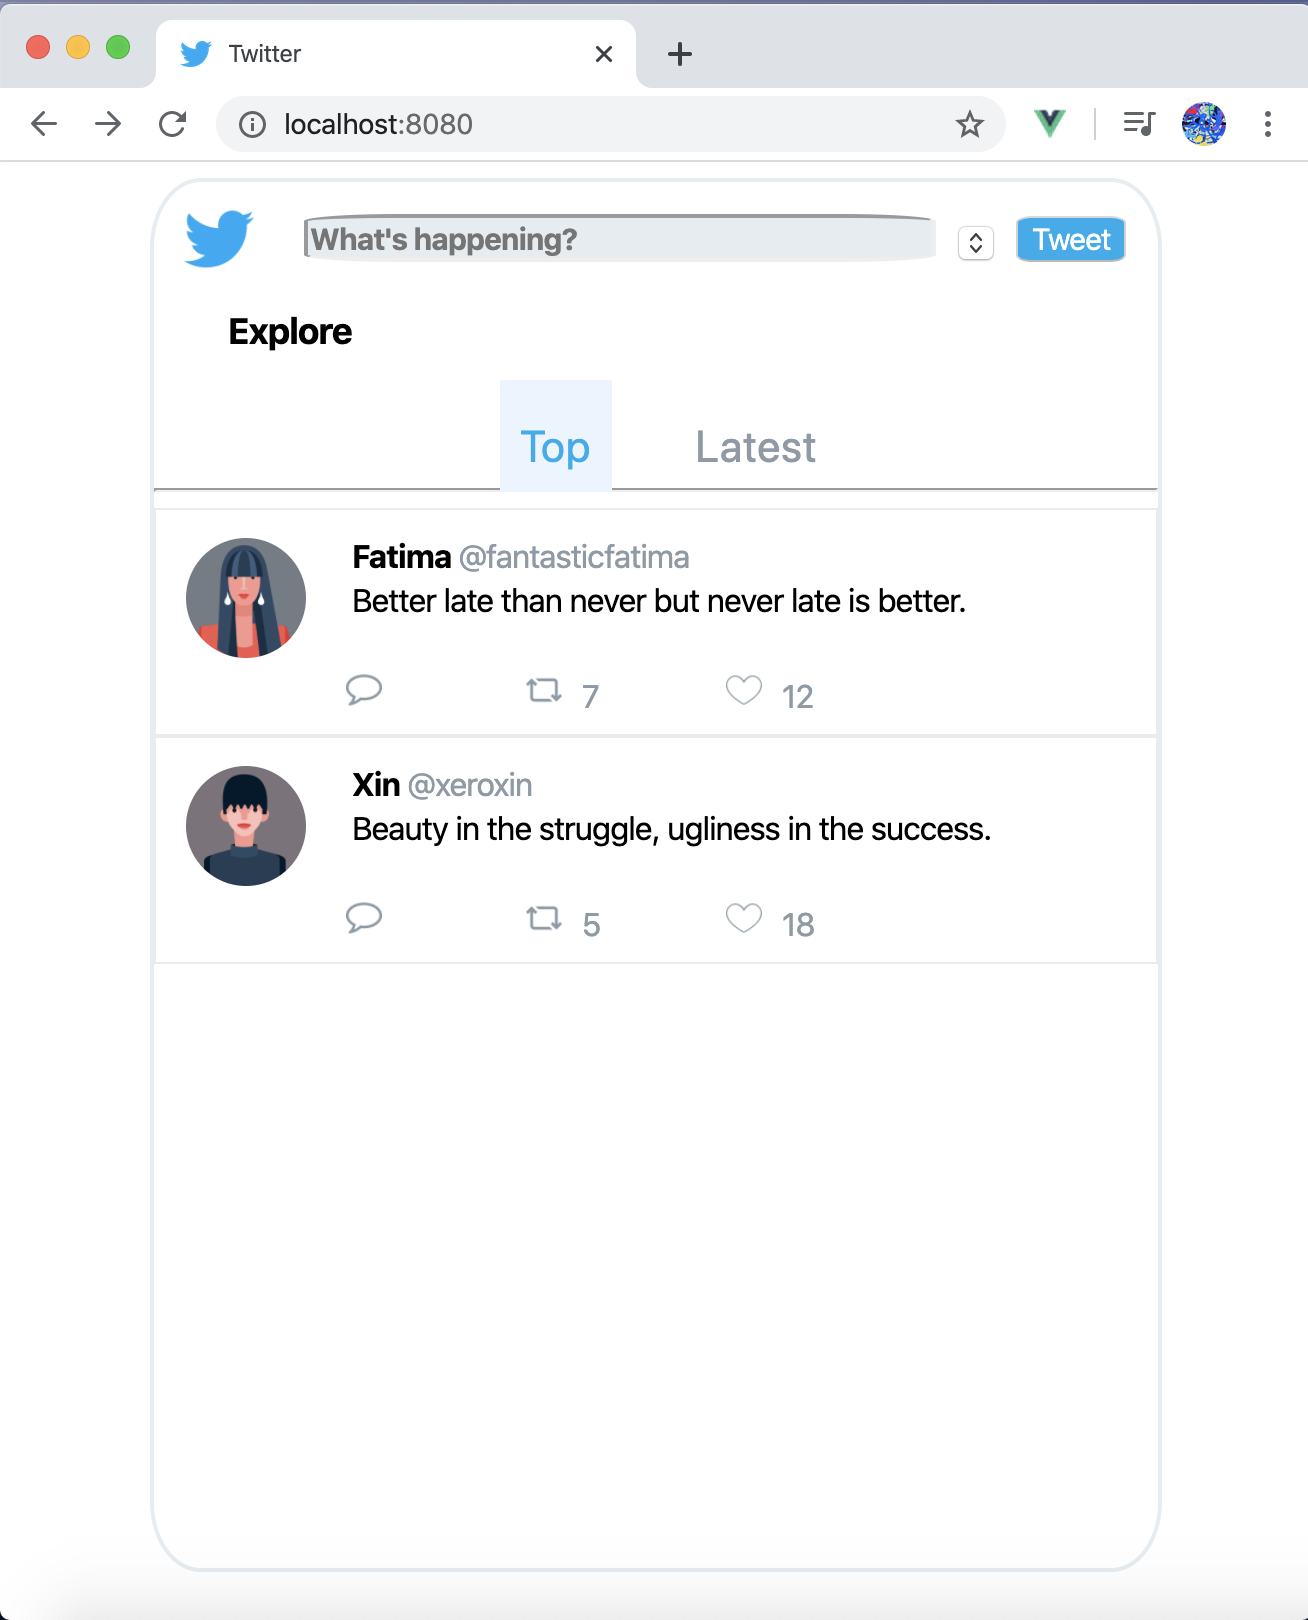 Twitter
localhost:8080
What's happening?
Tweet
Explore
Top Latest
Fatima @fantasticfatima
Better late than never but never late is better.
7 12
Xin @xeroxin
Beauty in the struggle, ugliness in the success.
5 18